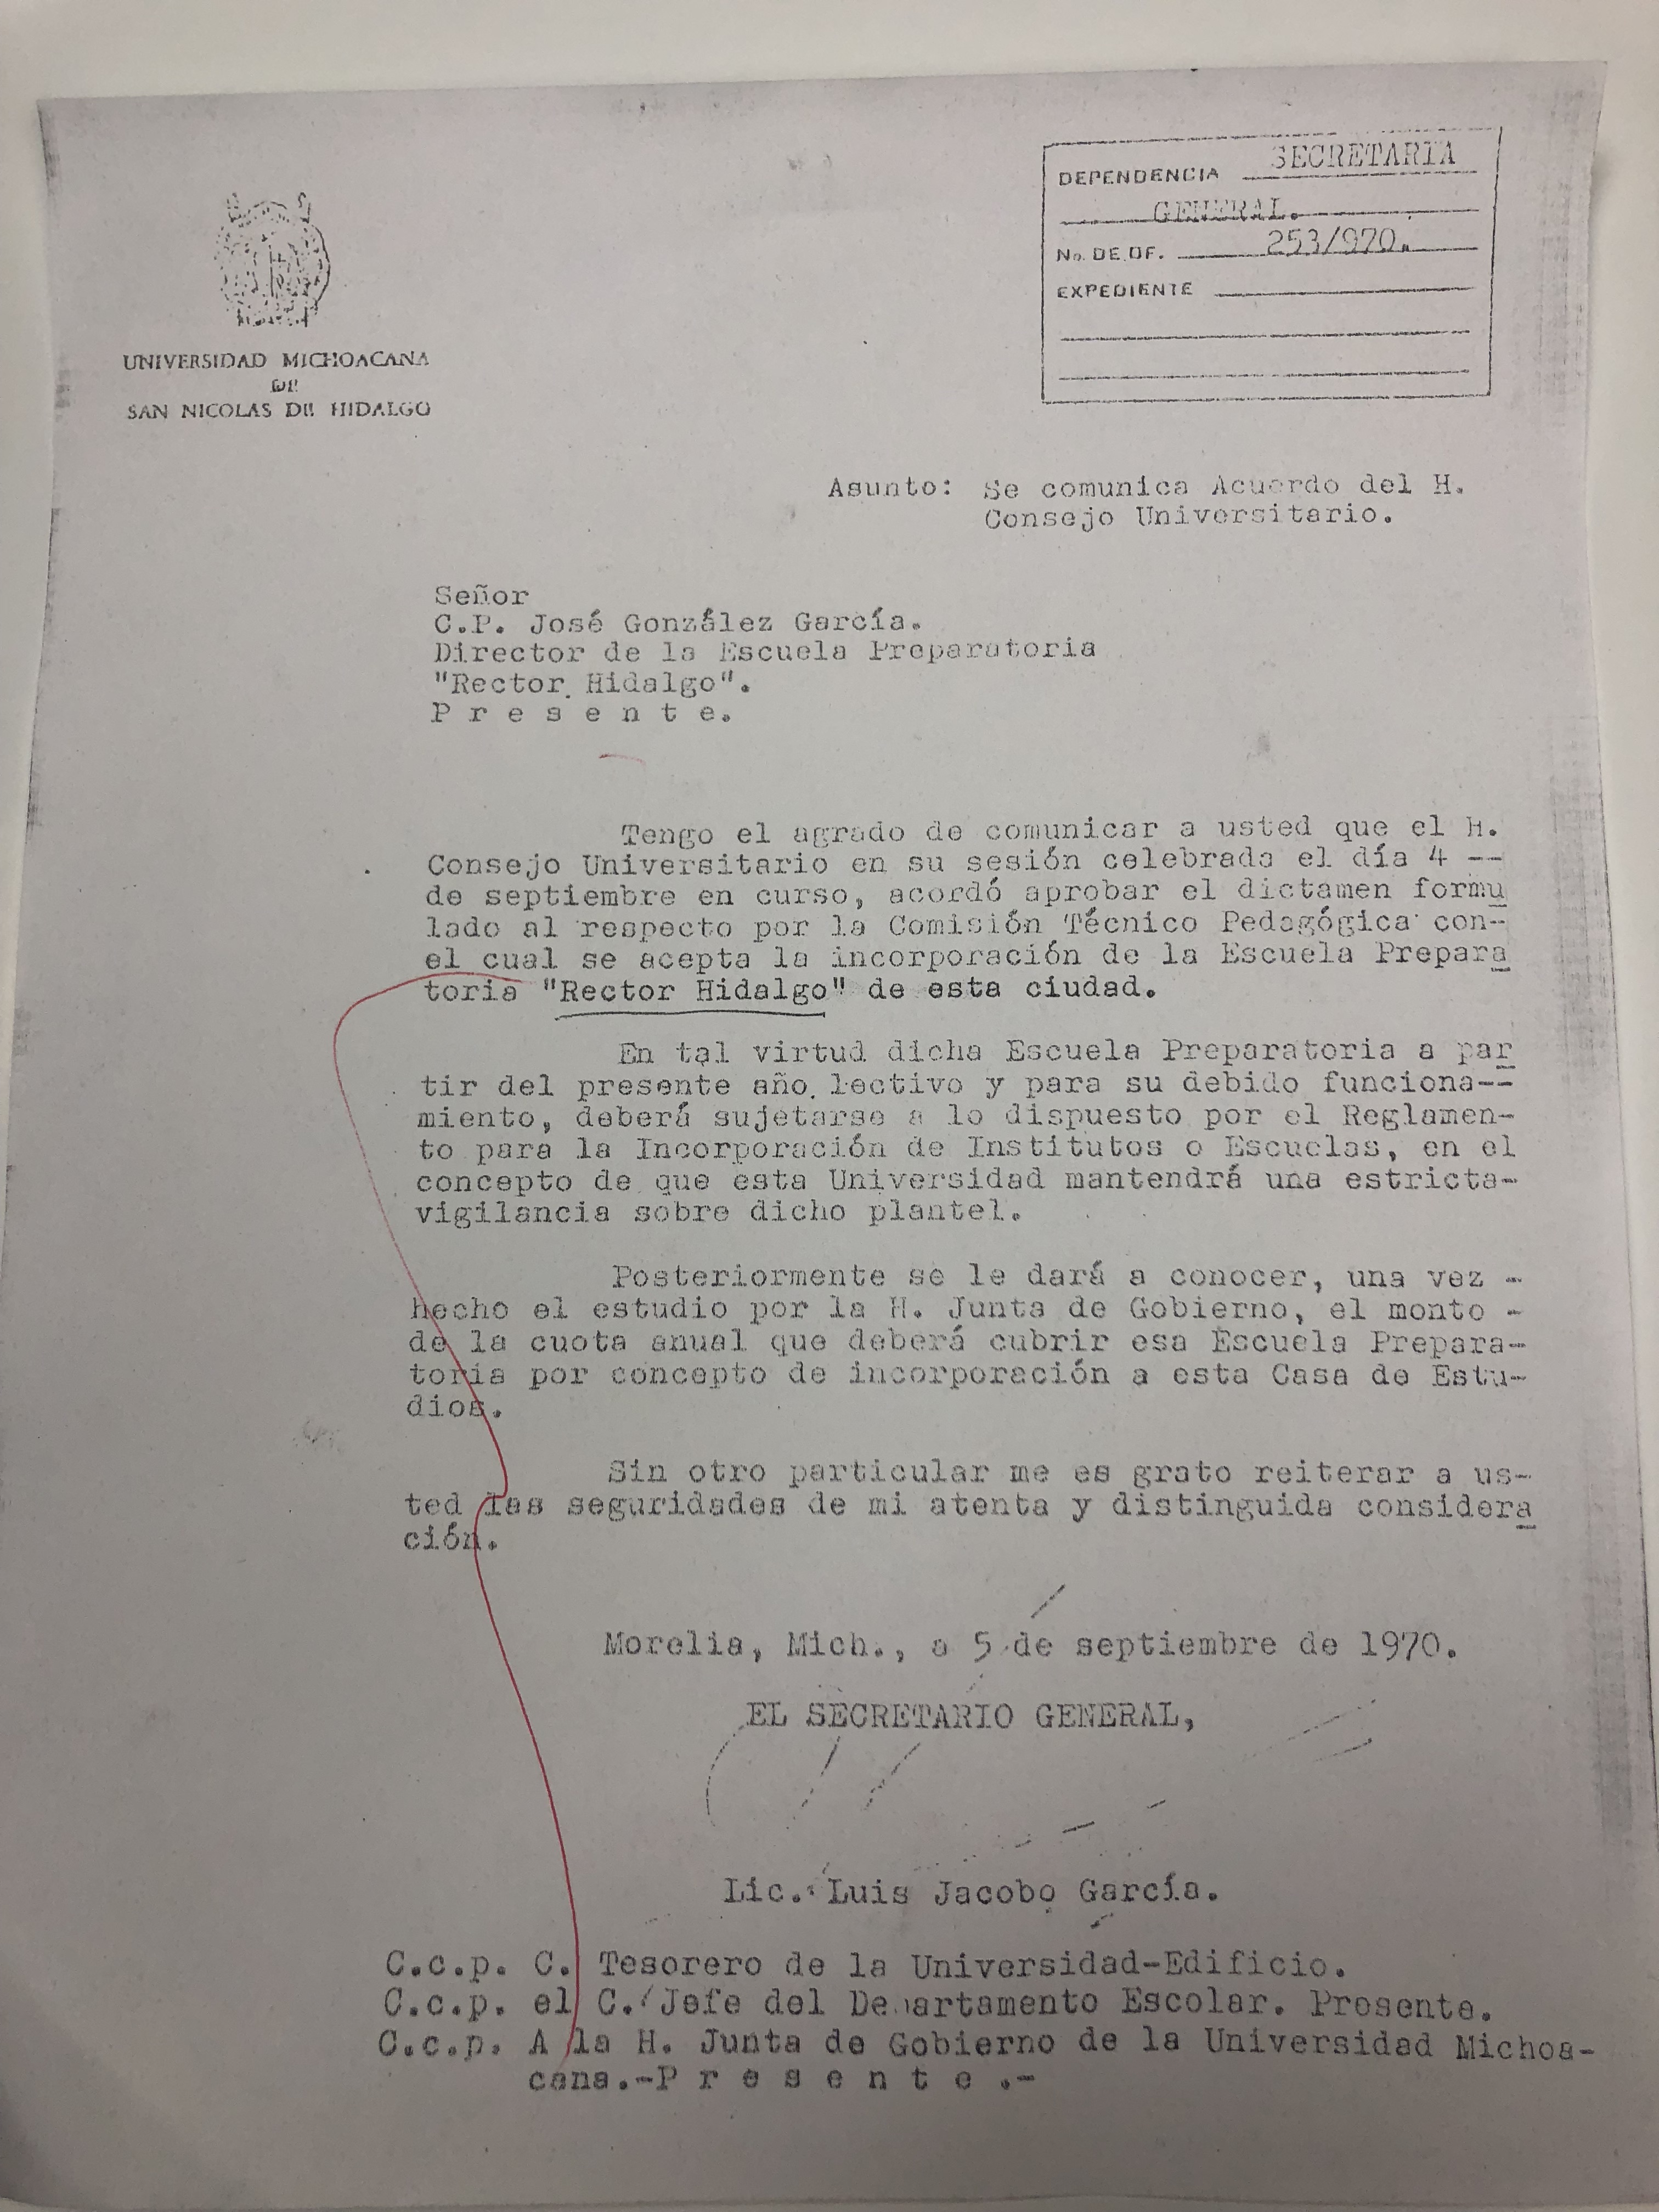 UNIVERSIDAD MICHOACANA
DE
SAN NICOLAS DE HIDALGO
DEPENDENCIA SECRETARIA
GENERAL.
No. DE OF. 253/970.
EXPEDIENTE
Asunto: Se comunica Acuerdo del H.
Consejo Universitario.
Señor
C.P. José González García.
Director de la Escuela Preparatoria
"Rector Hidalgo".
P r e s e n t e.
Tengo el agrado de comunicar a usted que el H.
Consejo Universitario en su sesión celebrada el día 4 --
de septiembre en curso, acordó aprobar el dictamen formu
lado al respecto por la Comisión Técnico Pedagógica con-
el cual se acepta la incorporación de la Escuela Prepara
toria "Rector Hidalgo" de esta ciudad.
En tal virtud dicha Escuela Preparatoria a par
tir del presente año lectivo y para su debido funciona--
miento, deberá sujetarse a lo dispuesto por el Reglamen-
to para la Incorporación de Institutos o Escuelas, en el
concepto de que esta Universidad mantendrá una estricta-
vigilancia sobre dicho plantel.
Posteriormente se le dará a conocer, una vez -
hecho el estudio por la H. Junta de Gobierno, el monto -
de la cuota anual que deberá cubrir esa Escuela Prepara-
toria por concepto de incorporación a esta Casa de Estu-
dios.
Sin otro particular me es grato reiterar a us-
ted las seguridades de mi atenta y distinguida considera
ción.
Morelia, Mich., a 5 de septiembre de 1970.
EL SECRETARIO GENERAL,
Lic. Luis Jacobo García.
C.c.p. C. Tesorero de la Universidad-Edificio.
C.c.p. el C. Jefe del Departamento Escolar. Presente.
C.c.p. A la H. Junta de Gobierno de la Universidad Michoa-
cana.-P r e s e n t e .-